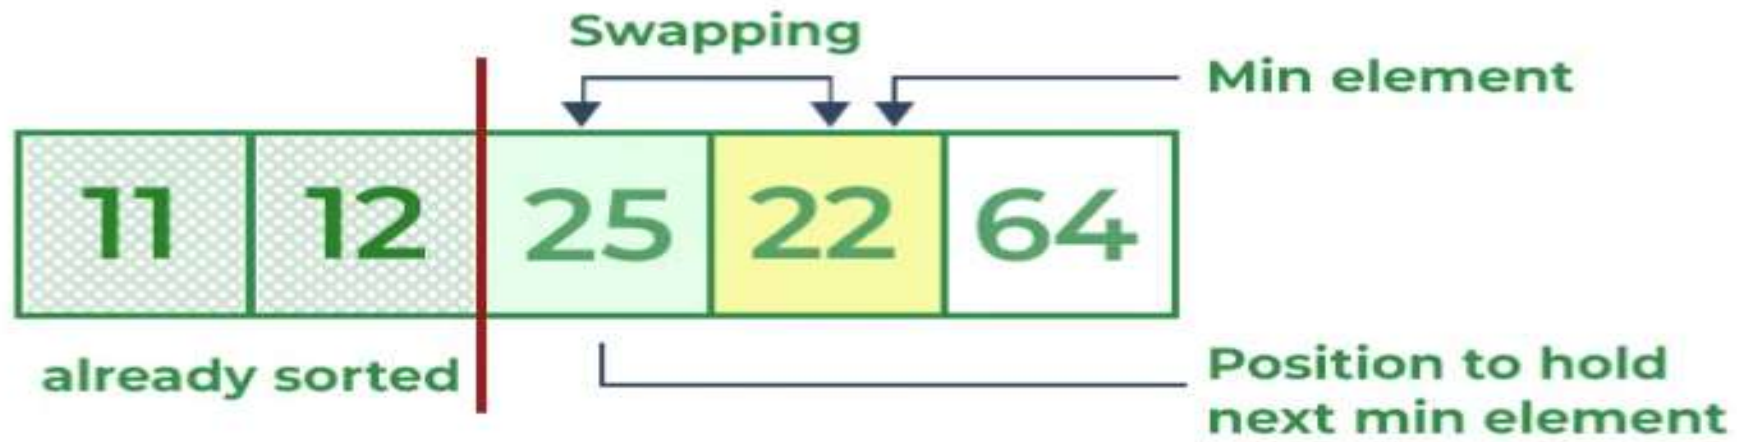 Swapping
Min element
11 12 25 22 64
already sorted
Position to hold
next min element